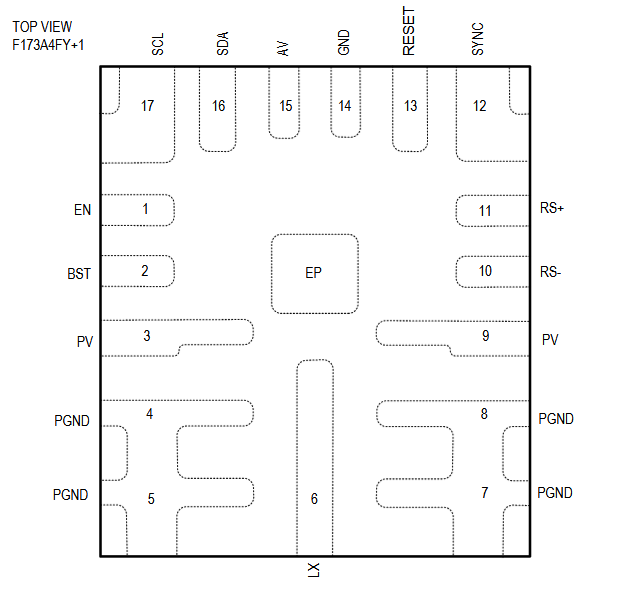 TOP VIEW
F173A4FY+1
SCL
SDA
AV
GND
RESET
SYNC
17
16
15
14
13
12
EN
1
11
RS+
BST
2
EP
10
RS-
PV
3
9
PV
PGND
4
8
PGND
PGND
5
6
7
PGND
LX